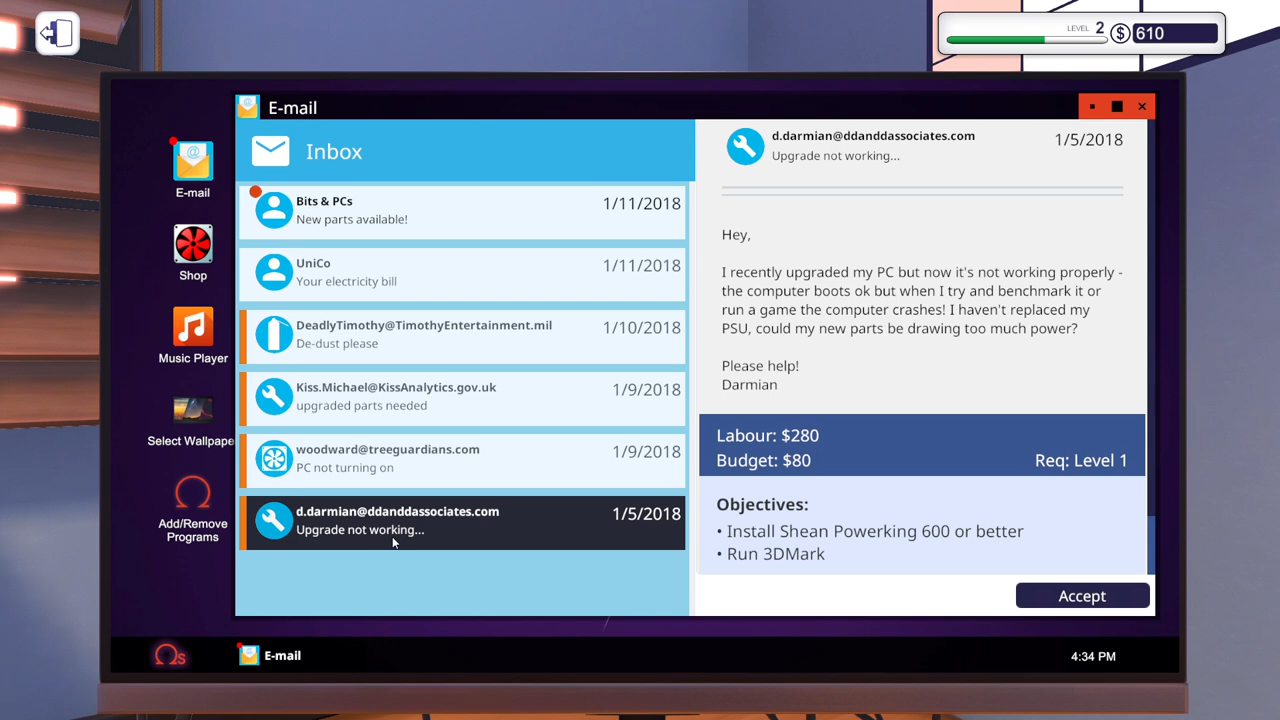 LEVEL 2 $ 610
E-mail
Inbox
Bits & PCs
New parts available!
1/11/2018
UniCo
Your electricity bill
1/11/2018
DeadlyTimothy@TimothyEntertainment.mil
De-dust please
1/10/2018
Kiss.Michael@KissAnalytics.gov.uk
upgraded parts needed
1/9/2018
woodward@treeguardians.com
PC not turning on
1/9/2018
d.darmian@ddanddassociates.com
Upgrade not working...
1/5/2018
d.darmian@ddanddassociates.com
Upgrade not working...
1/5/2018
Hey,
I recently upgraded my PC but now it's not working properly -
the computer boots ok but when I try and benchmark it or
run a game the computer crashes! I haven't replaced my
PSU, could my new parts be drawing too much power?
Please help!
Darmian
Labour: $280
Budget: $80
Req: Level 1
Objectives:
• Install Shean Powerking 600 or better
• Run 3DMark
Accept
E-mail
Shop
Music Player
Select Wallpape
Add/Remove
Programs
Ωs
E-mail
4:34 PM